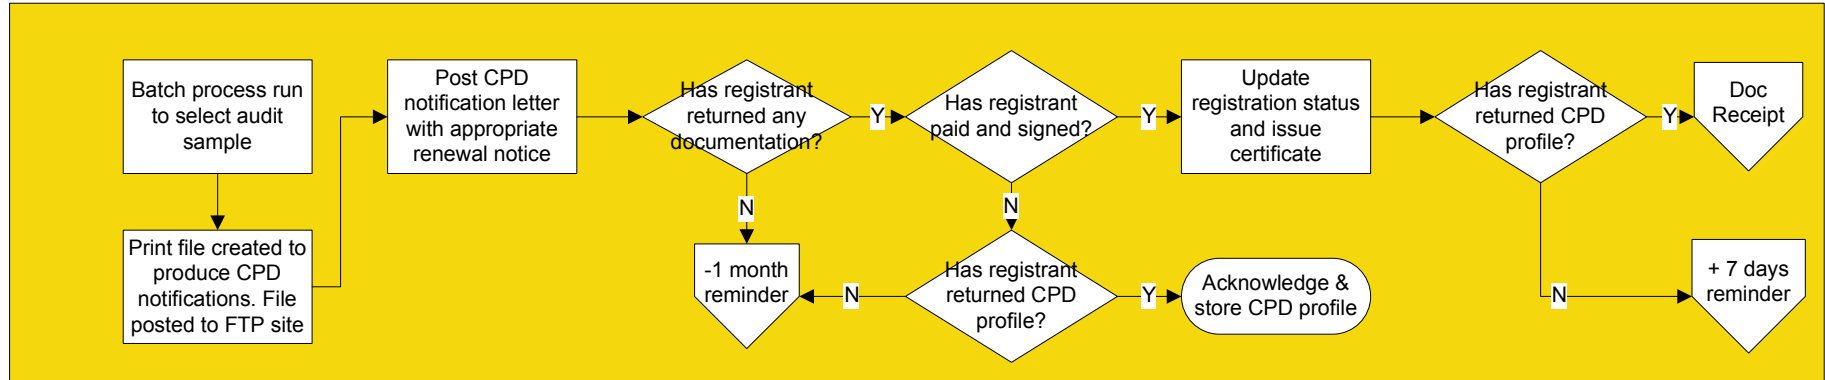 Batch process run
to select audit
sample
Print file created to
produce CPD
notifications. File
posted to FTP site
Post CPD
notification letter
with appropriate
renewal notice
Has registrant
returned any
documentation?
Y
N
-1 month
reminder
Has registrant
paid and signed?
Y
N
Has registrant
returned CPD
profile?
N
Y
Acknowledge &
store CPD profile
Update
registration status
and issue
certificate
Has registrant
returned CPD
profile?
Y
N
Doc
Receipt
+ 7 days
reminder